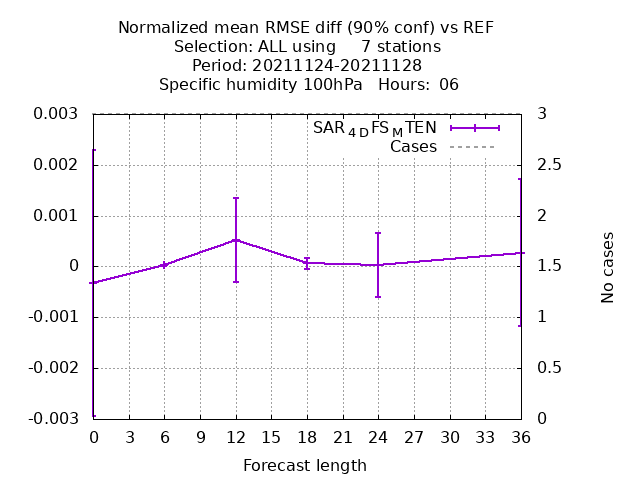 Normalized mean RMSE diff (90% conf) vs REF
Selection: ALL using 7 stations
Period: 20211124-20211128
Specific humidity 100hPa Hours: 06
0.003
0.002
0.001
0
-0.001
-0.002
-0.003
SAR4DFSMTEN
Cases
3
2.5
2
1.5
1
0.5
0
No cases
0 3 6 9 12 15 18 21 24 27 30 33 36
Forecast length